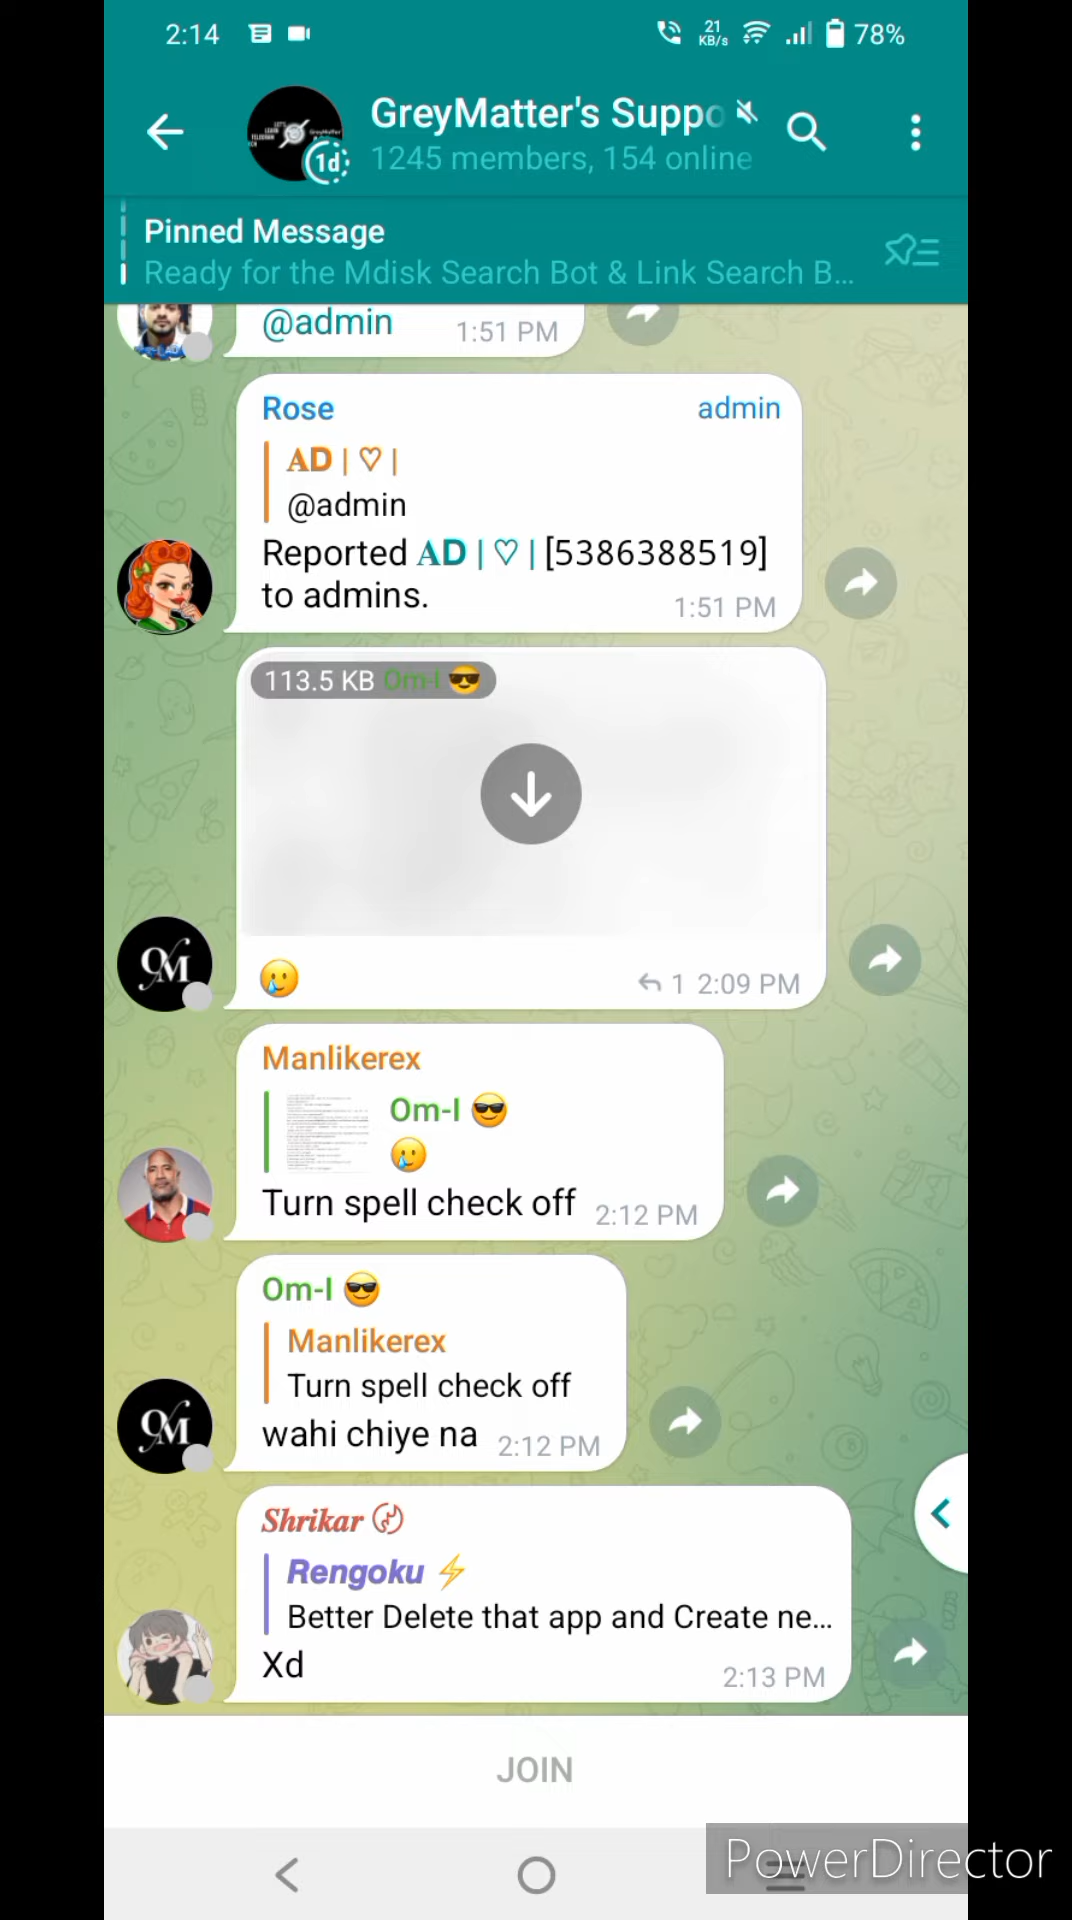 2:14 21 KB/s 78%
GreyMatter's Suppo
1d
1245 members, 154 online
Pinned Message
Ready for the Mdisk Search Bot & Link Search B...
@admin 1:51 PM
Rose admin
AD | ♡ |
@admin
Reported AD | ♡ | [5386388519]
to admins. 1:51 PM
113.5 KB Om-I 😎
OM
🥲 1 2:09 PM
Manlikerex
Om-I 😎
🥲
Turn spell check off 2:12 PM
Om-I 😎
Manlikerex
Turn spell check off
OM
wahi chiye na 2:12 PM
Shrikar
Rengoku ⚡
Better Delete that app and Create ne...
Xd 2:13 PM
JOIN
PowerDirector